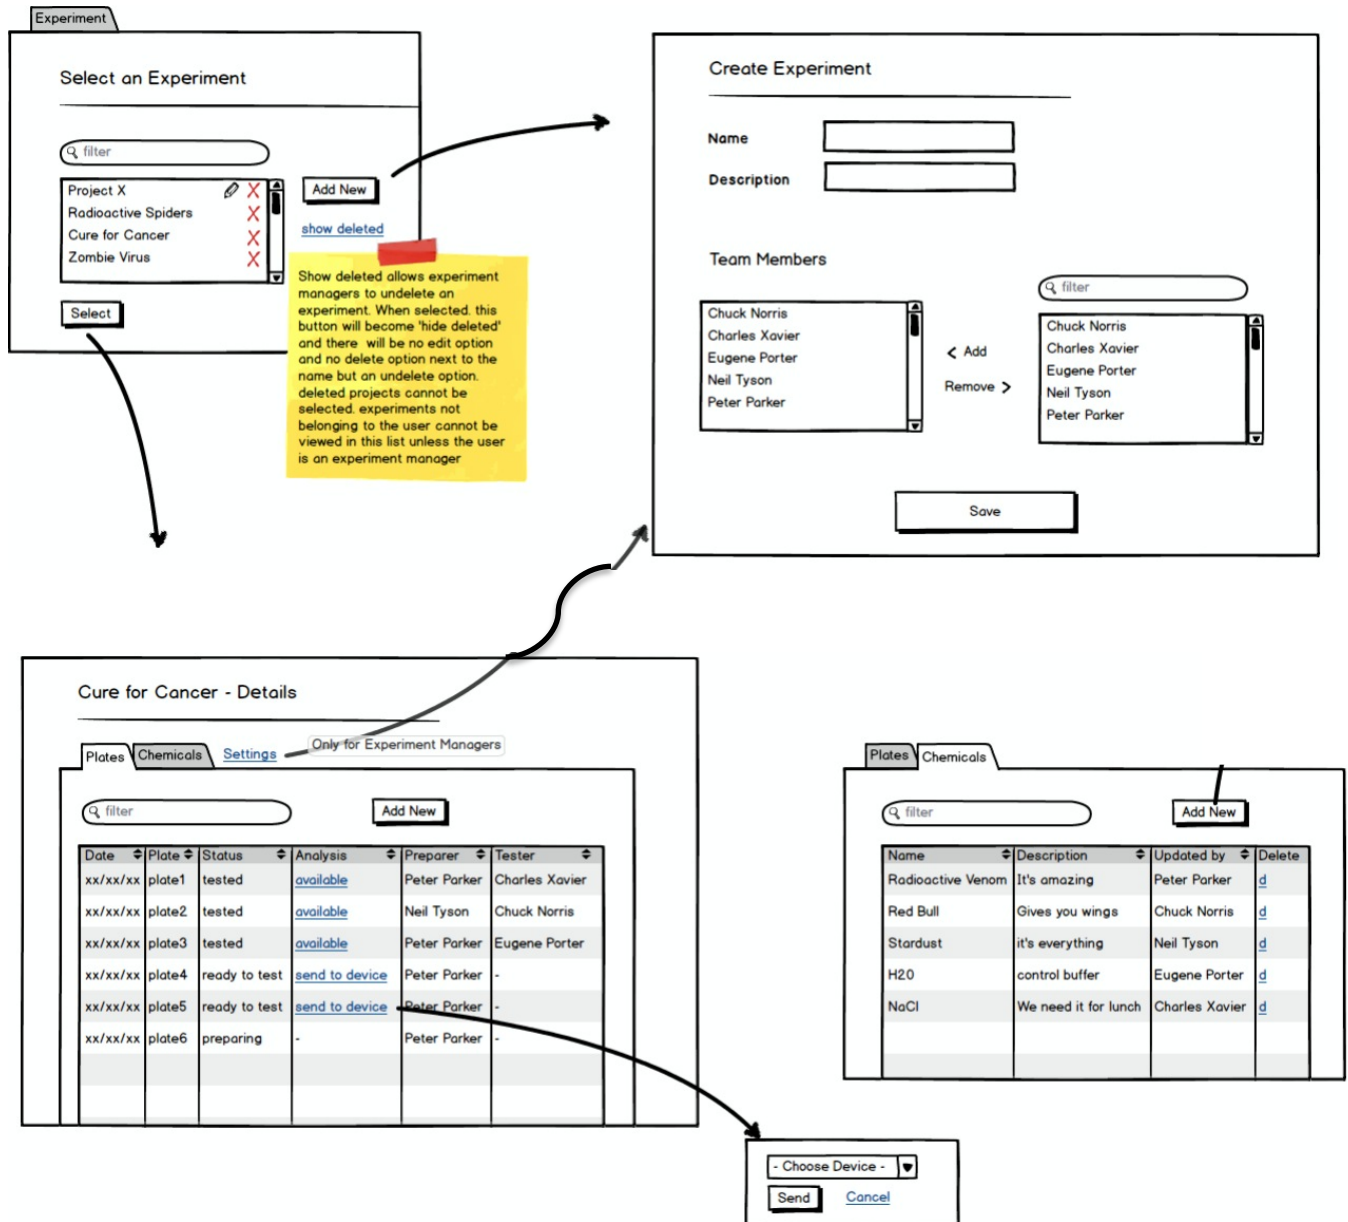 Experiment
Select an Experiment
filter
Project X
Radioactive Spiders
Cure for Cancer
Zombie Virus
Add New
show deleted
Select
Show deleted allows experiment
managers to undelete an
experiment. When selected. this
button will become 'hide deleted'
and there will be no edit option
and no delete option next to the
name but an undelete option.
deleted projects cannot be
selected. experiments not
belonging to the user cannot be
viewed in this list unless the user
is an experiment manager
Create Experiment
Name
Description
Team Members
Chuck Norris
Charles Xavier
Eugene Porter
Neil Tyson
Peter Parker
< Add
Remove >
filter
Chuck Norris
Charles Xavier
Eugene Porter
Neil Tyson
Peter Parker
Save
Cure for Cancer - Details
Plates Chemicals Settings
Only for Experiment Managers
filter
Add New
Date Plate Status Analysis Preparer Tester
xx/xx/xx plate1 tested available Peter Parker Charles Xavier
xx/xx/xx plate2 tested available Neil Tyson Chuck Norris
xx/xx/xx plate3 tested available Peter Parker Eugene Porter
xx/xx/xx plate4 ready to test send to device Peter Parker -
xx/xx/xx plate5 ready to test send to device Peter Parker -
xx/xx/xx plate6 preparing - Peter Parker -
Plates Chemicals
filter
Add New
Name Description Updated by Delete
Radioactive Venom It's amazing Peter Parker d
Red Bull Gives you wings Chuck Norris d
Stardust it's everything Neil Tyson d
H20 control buffer Eugene Porter d
NaCl We need it for lunch Charles Xavier d
- Choose Device -
Send Cancel